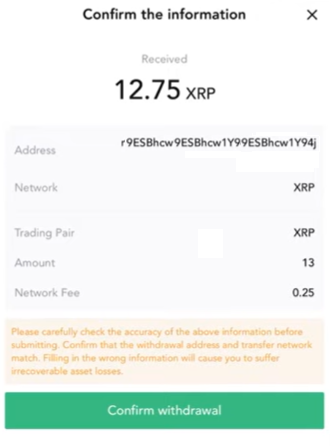 Confirm the information
Received
12.75 XRP
Address r9ESBhcw9ESBhcw1Y99ESBhcw1Y94j
Network XRP
Trading Pair XRP
Amount 13
Network Fee 0.25
Please carefully check the accuracy of the above information before
submitting. Confirm that the withdrawal address and transfer network
match. Filling in the wrong information will cause you to suffer
irrecoverable asset losses.
Confirm withdrawal